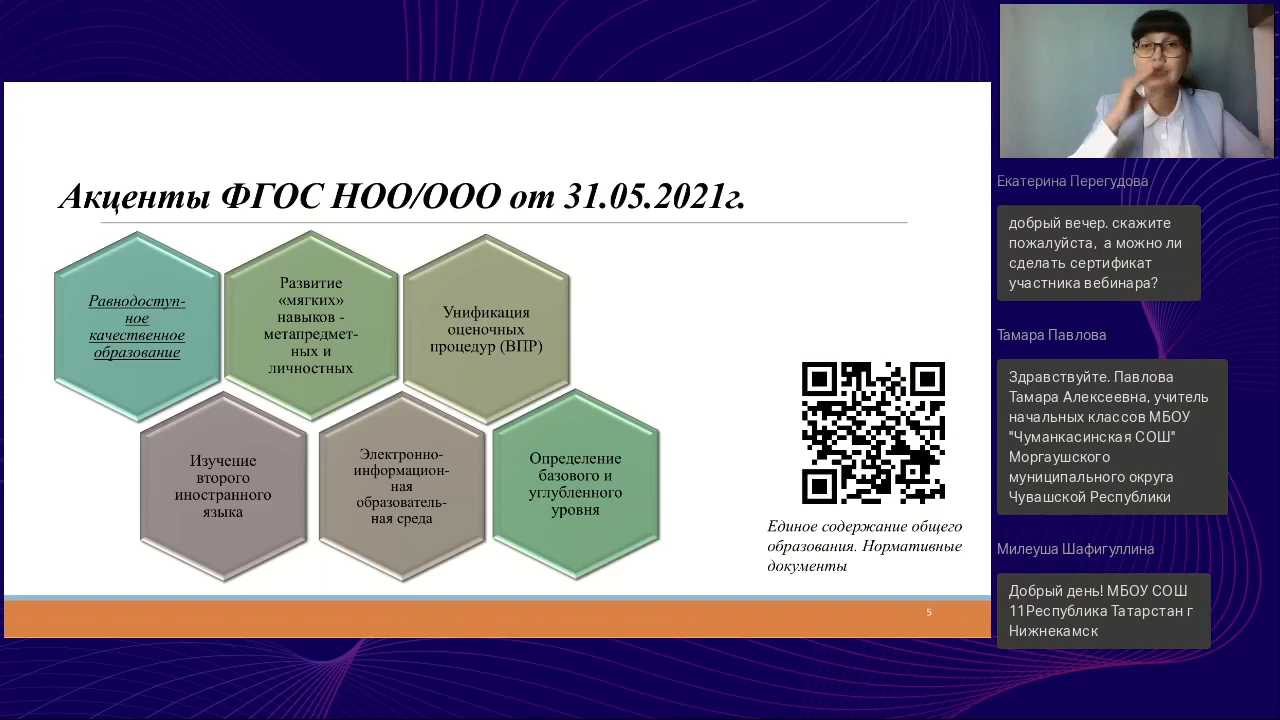 Акценты ФГОС НОО/ООО от 31.05.2021г.
Равнодоступ-
ное
качественное
образование
Развитие
«мягких»
навыков -
метапредмет-
ных и
личностных
Унификация
оценочных
процедур (ВПР)
Изучение
второго
иностранного
языка
Электронно-
информацион-
ная
образователь-
ная среда
Определение
базового и
углубленного
уровня
Единое содержание общего
образования. Нормативные
документы
5
Екатерина Перегудова
добрый вечер. скажите
пожалуйста, а можно ли
сделать сертификат
участника вебинара?
Тамара Павлова
Здравствуйте. Павлова
Тамара Алексеевна, учитель
начальных классов МБОУ
"Чуманкасинская СОШ"
Моргаушского
муниципального округа
Чувашской Республики
Милеуша Шафигуллина
Добрый день! МБОУ СОШ
11Республика Татарстан г
Нижнекамск